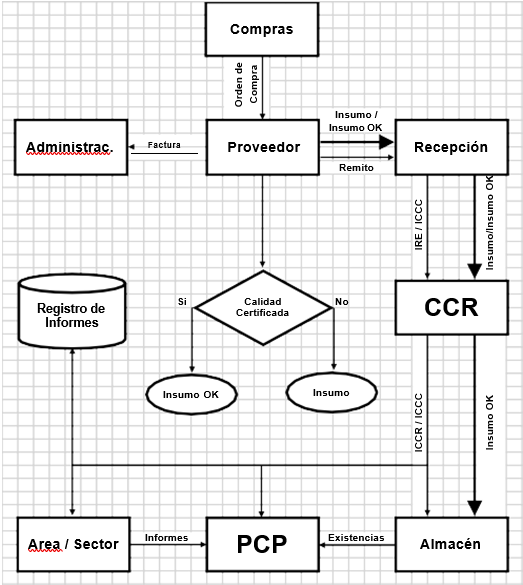 Compras
Orden de
Compra
Insumo /
Insumo OK
Administrac.
Factura
Proveedor
Recepción
Remito
IRE / ICCC
Insumo/Insumo OK
Registro de
Informes
Si
Calidad
Certificada
No
CCR
Insumo OK
Insumo
ICCR / ICCC
Insumo OK
Area / Sector
Informes
PCP
Existencias
Almacén